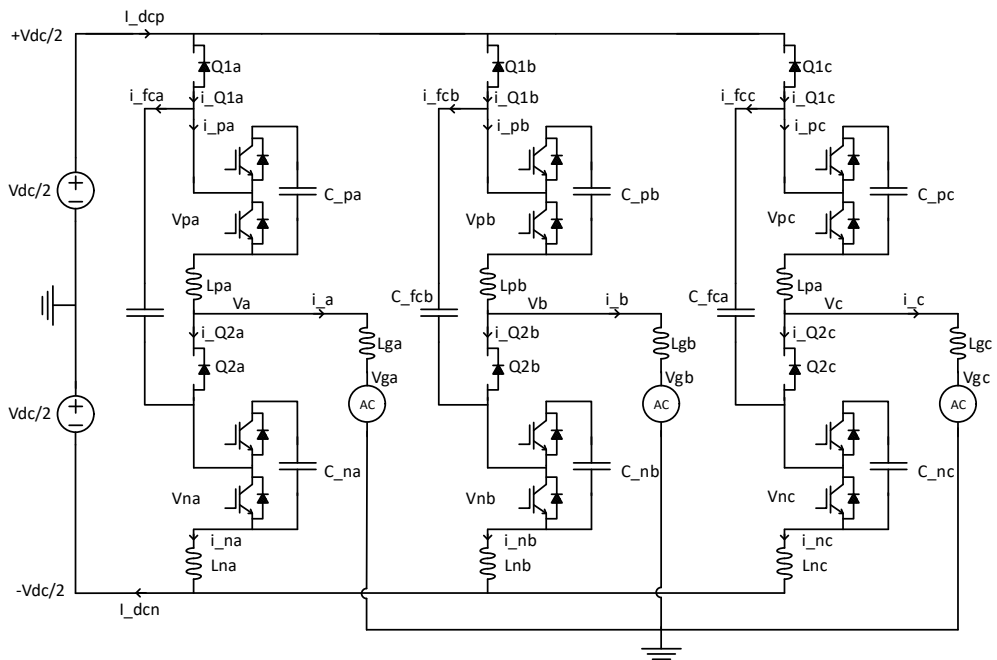 I_dcp
+Vdc/2
Q1a Q1b Q1c
i_fca i_Q1a i_fcb i_Q1b i_fcc i_Q1c
i_pa i_pb i_pc
Vdc/2 C_pa C_pb C_pc
Vpa Vpb Vpc
Lpa Lpb Lpa
C_fcb C_fca
Va i_a Vb i_b Vc i_c
i_Q2a i_Q2b i_Q2c
Lga Lgb Lgc
Q2a Q2b Q2c
Vga Vgb Vgc
Vdc/2 AC AC AC
C_na C_nb C_nc
Vna Vnb Vnc
i_na i_nb i_nc
Lna Lnb Lnc
-Vdc/2
I_dcn